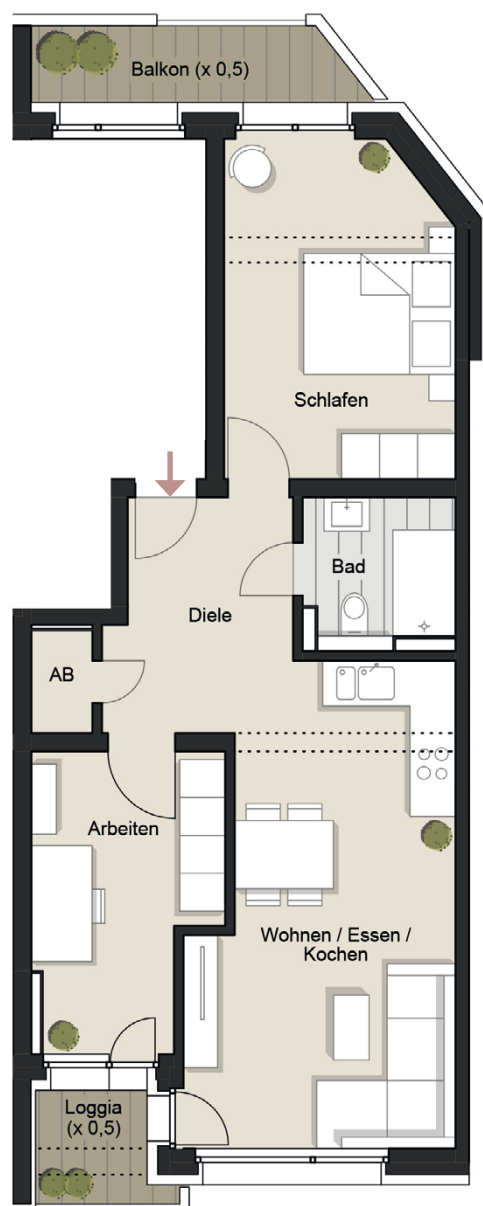 Balkon (x 0,5)
Schlafen
Bad
Diele
AB
Arbeiten
Wohnen / Essen /
Kochen
Loggia
(x 0,5)